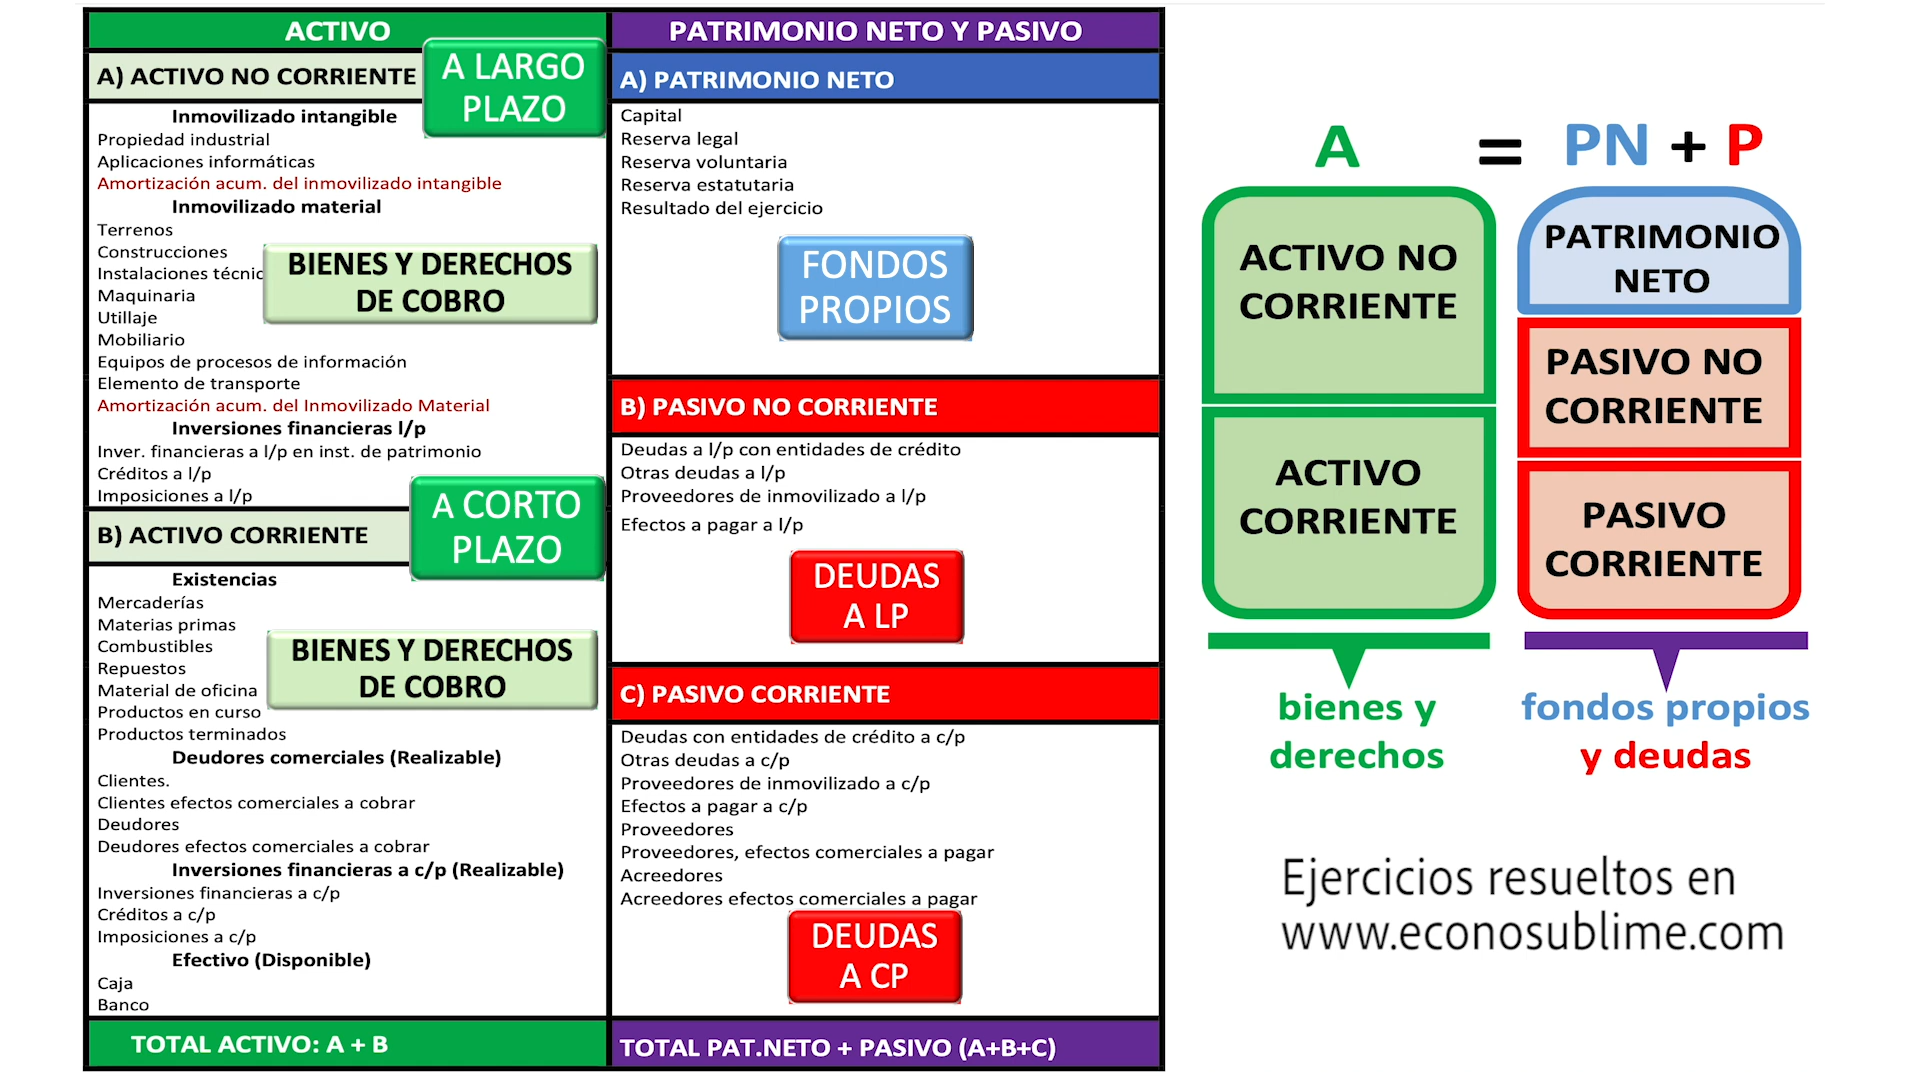 ACTIVO
A) ACTIVO NO CORRIENTE
A LARGO
PLAZO
Inmovilizado intangible
Propiedad industrial
Aplicaciones informáticas
Amortización acum. del inmovilizado intangible
Inmovilizado material
Terrenos
Construcciones
Instalaciones técnic
Maquinaria
Utillaje
Mobiliario
BIENES Y DERECHOS
DE COBRO
Equipos de procesos de información
Elemento de transporte
Amortización acum. del Inmovilizado Material
Inversiones financieras l/p
Inver. financieras a l/p en inst. de patrimonio
Créditos a l/p
Imposiciones a l/p
B) ACTIVO CORRIENTE
A CORTO
PLAZO
Existencias
Mercaderías
Materias primas
Combustibles
Repuestos
Material de oficina
Productos en curso
Productos terminados
BIENES Y DERECHOS
DE COBRO
Deudores comerciales (Realizable)
Clientes.
Clientes efectos comerciales a cobrar
Deudores
Deudores efectos comerciales a cobrar
Inversiones financieras a c/p (Realizable)
Inversiones financieras a c/p
Créditos a c/p
Imposiciones a c/p
Efectivo (Disponible)
Caja
Banco
TOTAL ACTIVO: A + B
PATRIMONIO NETO Y PASIVO
A) PATRIMONIO NETO
Capital
Reserva legal
Reserva voluntaria
Reserva estatutaria
Resultado del ejercicio
FONDOS
PROPIOS
B) PASIVO NO CORRIENTE
Deudas a l/p con entidades de crédito
Otras deudas a l/p
Proveedores de inmovilizado a l/p
Efectos a pagar a l/p
DEUDAS
A LP
C) PASIVO CORRIENTE
Deudas con entidades de crédito a c/p
Otras deudas a c/p
Proveedores de inmovilizado a c/p
Efectos a pagar a c/p
Proveedores
Proveedores, efectos comerciales a pagar
Acreedores
Acreedores efectos comerciales a pagar
DEUDAS
A CP
TOTAL PAT.NETO + PASIVO (A+B+C)
A = PN + P
ACTIVO NO
CORRIENTE
ACTIVO
CORRIENTE
PATRIMONIO
NETO
PASIVO NO
CORRIENTE
PASIVO
CORRIENTE
bienes y
derechos
fondos propios
y deudas
Ejercicios resueltos en
www.econosublime.com